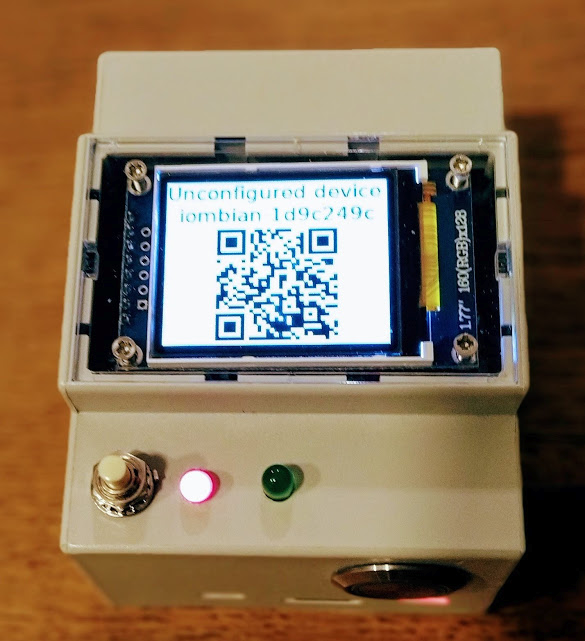 Unconfigured device
iombian 1d9c249c
1.77" 160(RGB)x128